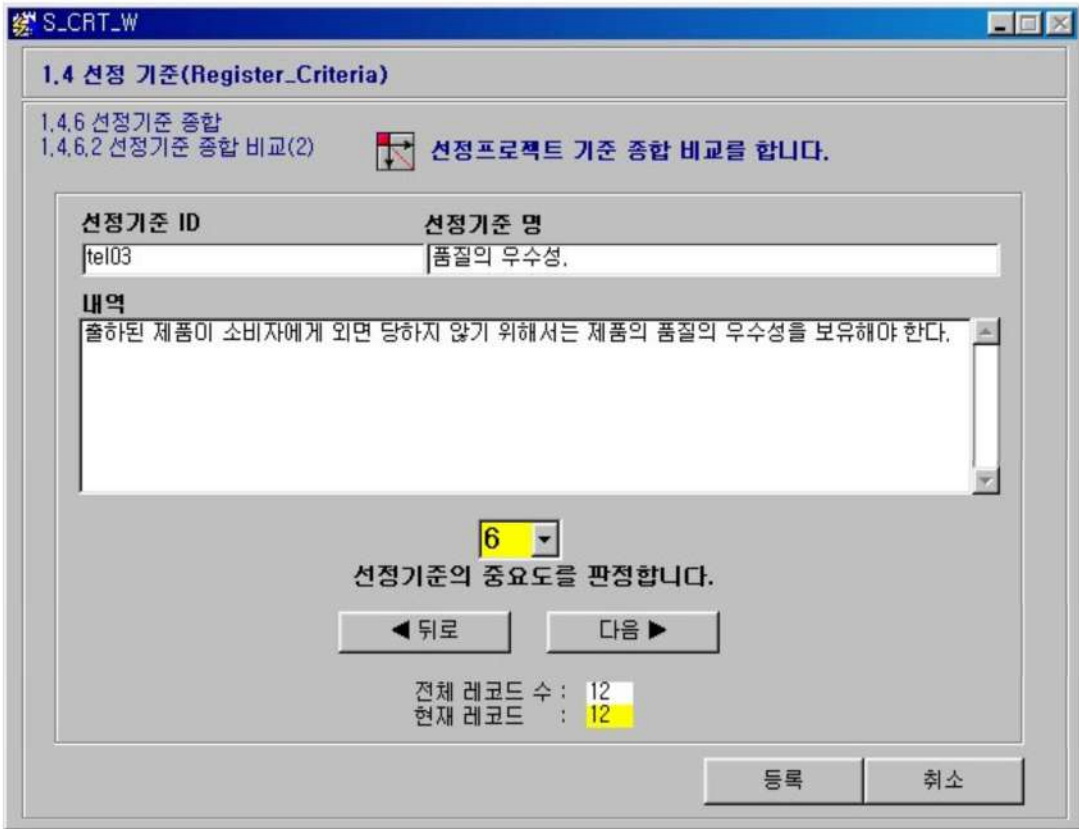 S_CRT_W
1.4 선정 기준(Register_Criteria)
1.4.6 선정기준 종합
1.4.6.2 선정기준 종합 비교(2)
선정프로젝트 기준 종합 비교를 합니다.
선정기준 ID 선정기준 명
tel03 품질의 우수성.
내역
출하된 제품이 소비자에게 외면 당하지 않기 위해서는 제품의 품질의 우수성을 보유해야 한다.
6
선정기준의 중요도를 판정합니다.
◀ 뒤로 다음 ▶
전체 레코드 수 : 12
현재 레코드 : 12
등록 취소